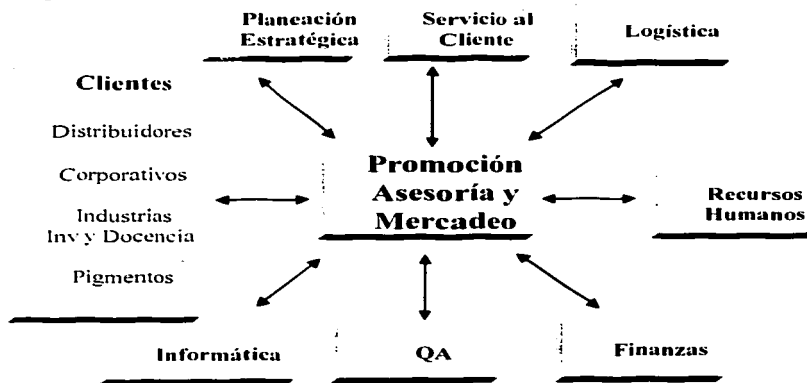 Planeación
Estratégica
Servicio al
Cliente
Logística
Clientes
Distribuidores
Corporativos
Industrias
Inv y Docencia
Pigmentos
Promoción
Asesoría y
Mercadeo
Recursos
Humanos
Informática
QA
Finanzas